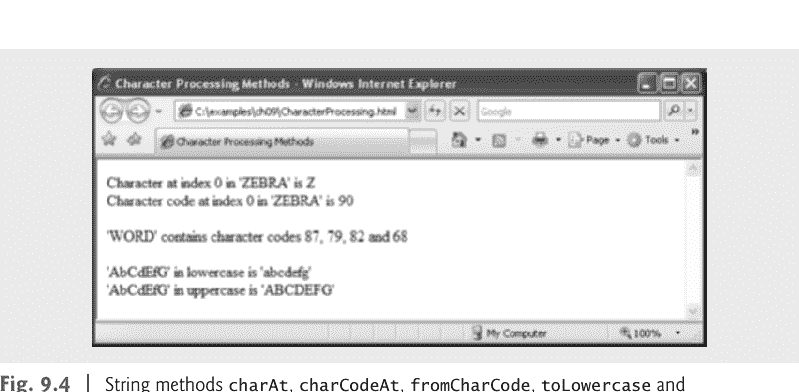 Character Processing Methods - Windows Internet Explorer
C:\examples\ch09\CharacterProcessing.html
Google
Character Processing Methods
Page
Tools
Character at index 0 in 'ZEBRA' is Z
Character code at index 0 in 'ZEBRA' is 90
'WORD' contains character codes 87, 79, 82 and 68
'AbCdEfG' in lowercase is 'abcdefg'
'AbCdEfG' in uppercase is 'ABCDEFG'
My Computer
100%
Fig. 9.4 | String methods charAt, charCodeAt, fromCharCode, toLowercase and